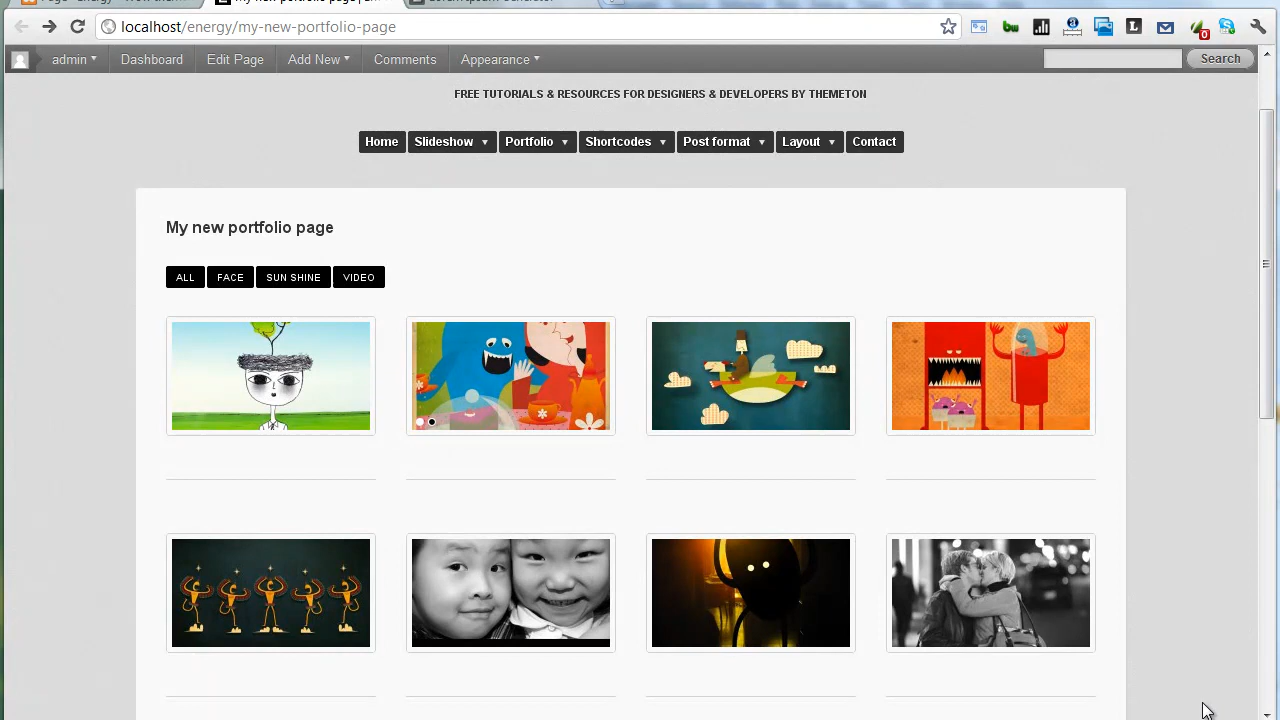 localhost/energy/my-new-portfolio-page
admin Dashboard Edit Page Add New Comments Appearance Search
FREE TUTORIALS & RESOURCES FOR DESIGNERS & DEVELOPERS BY THEMETON
Home Slideshow Portfolio Shortcodes Post format Layout Contact
My new portfolio page
ALL FACE SUN SHINE VIDEO